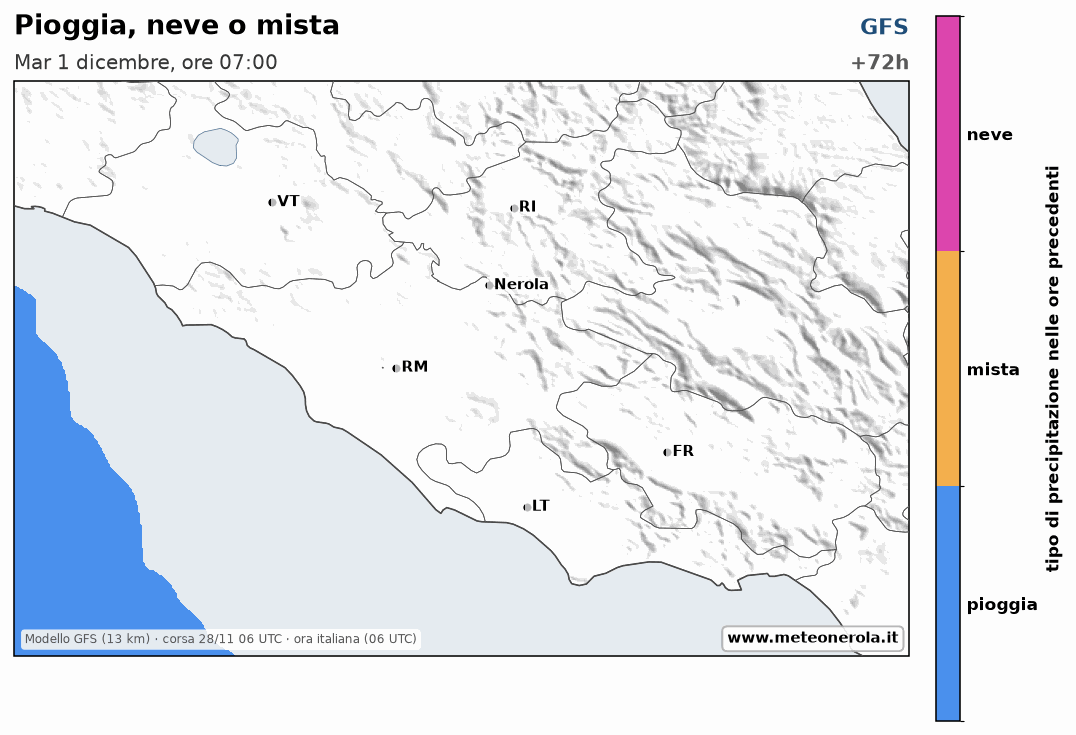 Pioggia, neve o mista
GFS
Mar 1 dicembre, ore 07:00
+72h
neve
VT
RI
Nerola
mista
RM
FR
LT
pioggia
tipo di precipitazione nelle ore precedenti
Modello GFS (13 km) · corsa 28/11 06 UTC · ora italiana (06 UTC)
www.meteonerola.it